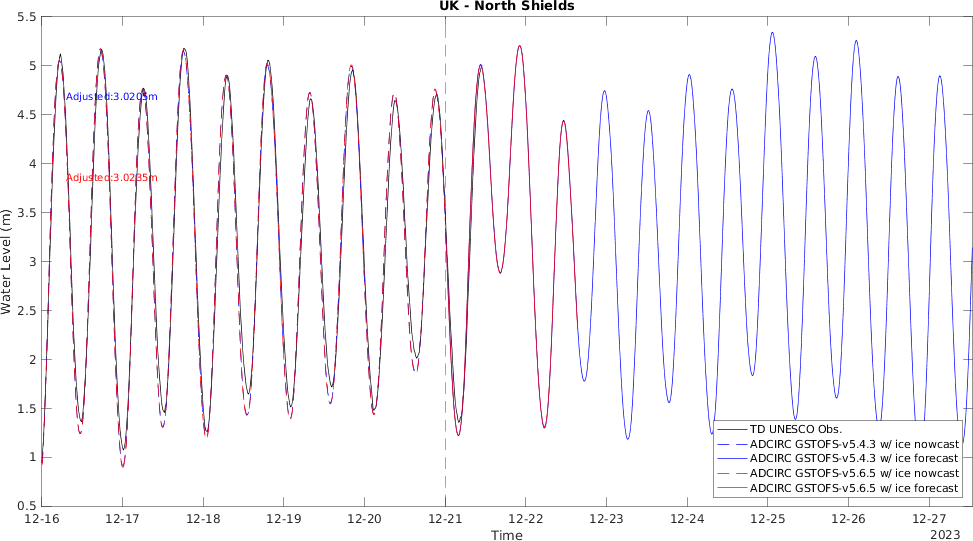 UK - North Shields
5.5
5
4.5
4
3.5
3
2.5
2
1.5
1
0.5
Water Level (m)
Adjusted:3.0205m
Adjusted:3.0235m
TD UNESCO Obs.
ADCIRC GSTOFS-v5.4.3 w/ ice nowcast
ADCIRC GSTOFS-v5.4.3 w/ ice forecast
ADCIRC GSTOFS-v5.6.5 w/ ice nowcast
ADCIRC GSTOFS-v5.6.5 w/ ice forecast
12-16 12-17 12-18 12-19 12-20 12-21 12-22 12-23 12-24 12-25 12-26 12-27
Time
2023